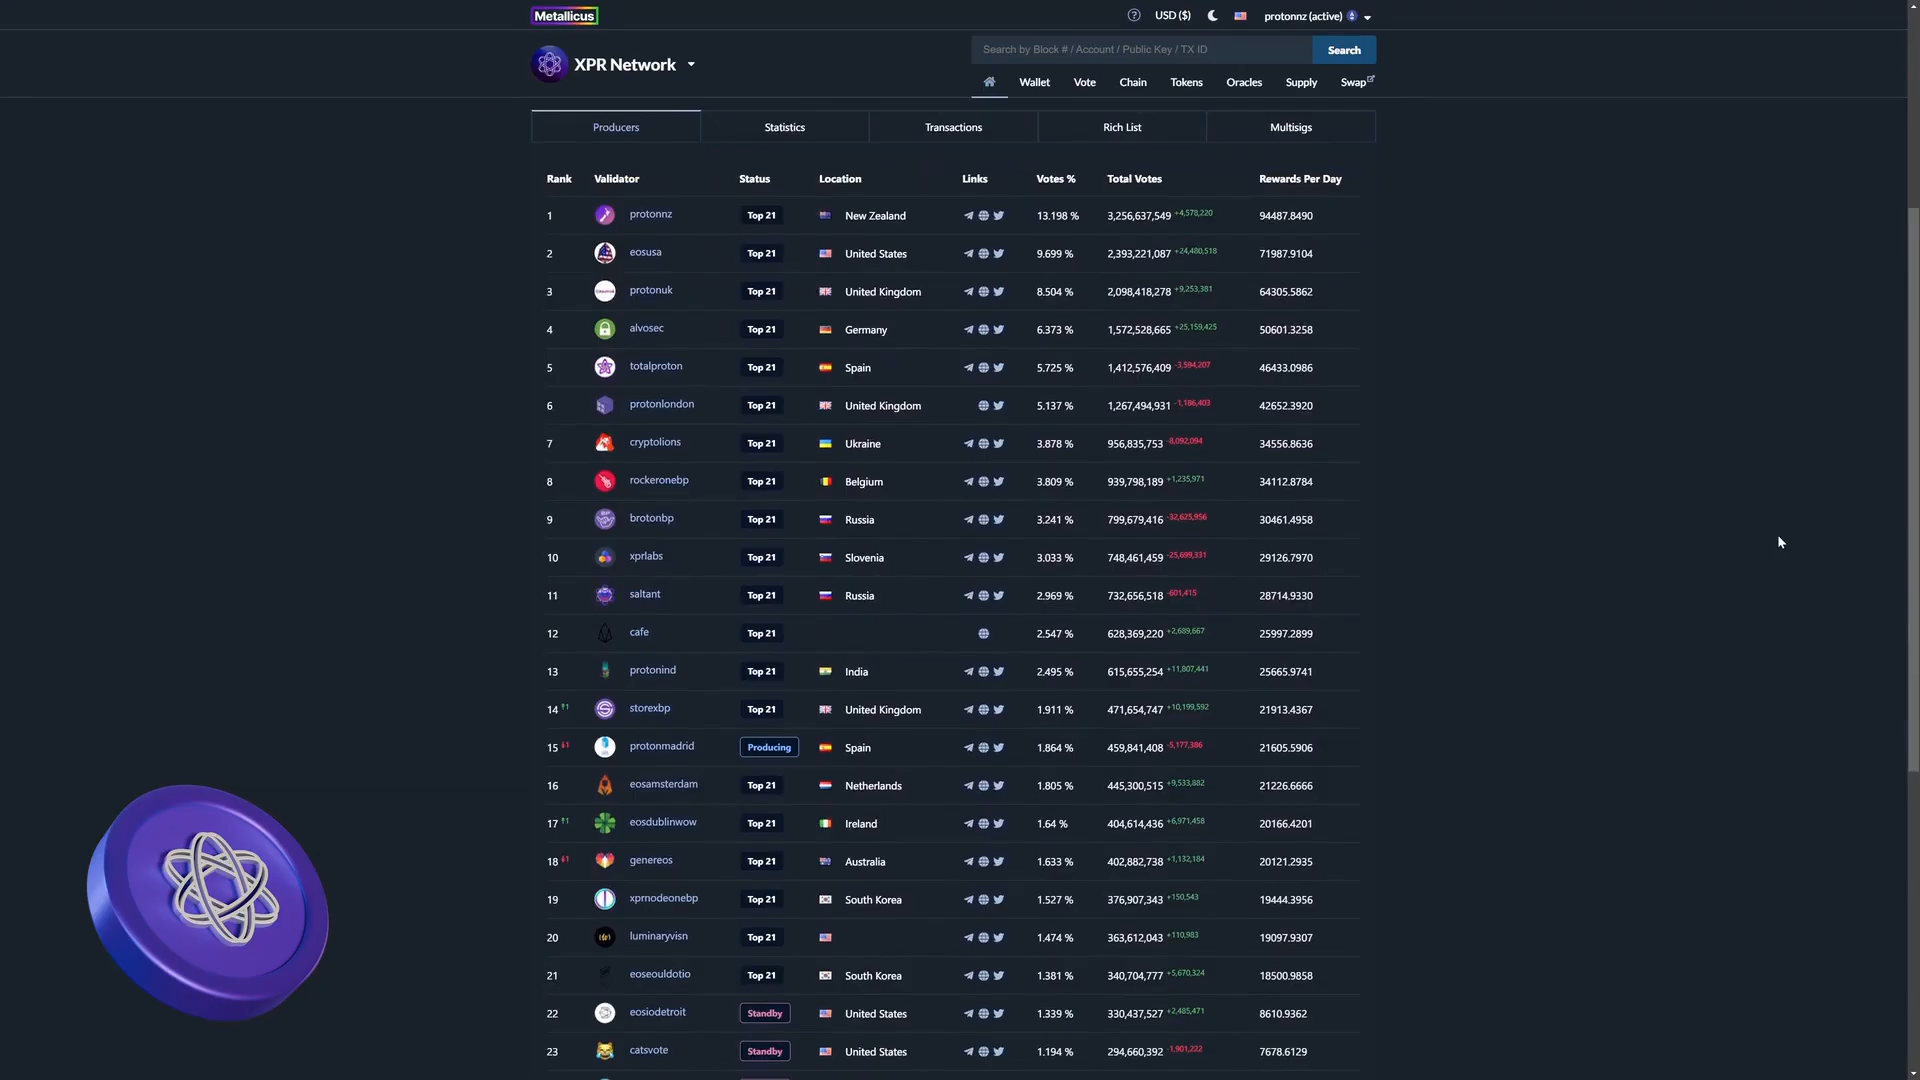 Metallicus
USD ($)
protonnz (active)
XPR Network
Search by Block # / Account / Public Key / TX ID
Search
Wallet Vote Chain Tokens Oracles Supply Swap
Producers Statistics Transactions Rich List Multisigs
Rank Validator Status Location Links Votes % Total Votes Rewards Per Day
1 protonnz Top 21 New Zealand 13.198 % 3,256,637,549 +4,578,220 94487.8490
2 eosusa Top 21 United States 9.699 % 2,393,221,087 +24,480,518 71987.9104
3 protonuk Top 21 United Kingdom 8.504 % 2,098,418,278 +9,253,381 64305.5862
4 alvosec Top 21 Germany 6.373 % 1,572,528,665 +25,159,425 50601.3258
5 totalproton Top 21 Spain 5.725 % 1,412,576,409 -3,594,207 46433.0986
6 protonlondon Top 21 United Kingdom 5.137 % 1,267,494,931 -1,186,403 42652.3920
7 cryptolions Top 21 Ukraine 3.878 % 956,835,753 -8,092,094 34556.8636
8 rockeronebp Top 21 Belgium 3.809 % 939,798,189 +1,235,971 34112.8784
9 brotonbp Top 21 Russia 3.241 % 799,679,416 -32,625,956 30461.4958
10 xprlabs Top 21 Slovenia 3.033 % 748,461,459 -25,699,331 29126.7970
11 saltant Top 21 Russia 2.969 % 732,656,518 -601,415 28714.9330
12 cafe Top 21 2.547 % 628,369,220 +2,689,667 25997.2899
13 protonind Top 21 India 2.495 % 615,655,254 +11,807,441 25665.9741
14 ↑1 storexbp Top 21 United Kingdom 1.911 % 471,654,747 +10,199,592 21913.4367
15 ↓1 protonmadrid Producing Spain 1.864 % 459,841,408 -5,177,386 21605.5906
16 eosamsterdam Top 21 Netherlands 1.805 % 445,300,515 +9,533,882 21226.6666
17 ↑1 eosdublinwow Top 21 Ireland 1.64 % 404,614,436 +6,971,458 20166.4201
18 ↓1 genereos Top 21 Australia 1.633 % 402,882,738 +1,132,184 20121.2935
19 xprnodeonebp Top 21 South Korea 1.527 % 376,907,343 +150,543 19444.3956
20 luminaryvisn Top 21 1.474 % 363,612,043 +110,983 19097.9307
21 eoseouldotio Top 21 South Korea 1.381 % 340,704,777 +5,670,324 18500.9858
22 eosiodetroit Standby United States 1.339 % 330,437,527 +2,485,471 8610.9362
23 catsvote Standby United States 1.194 % 294,660,392 -1,901,222 7678.6129